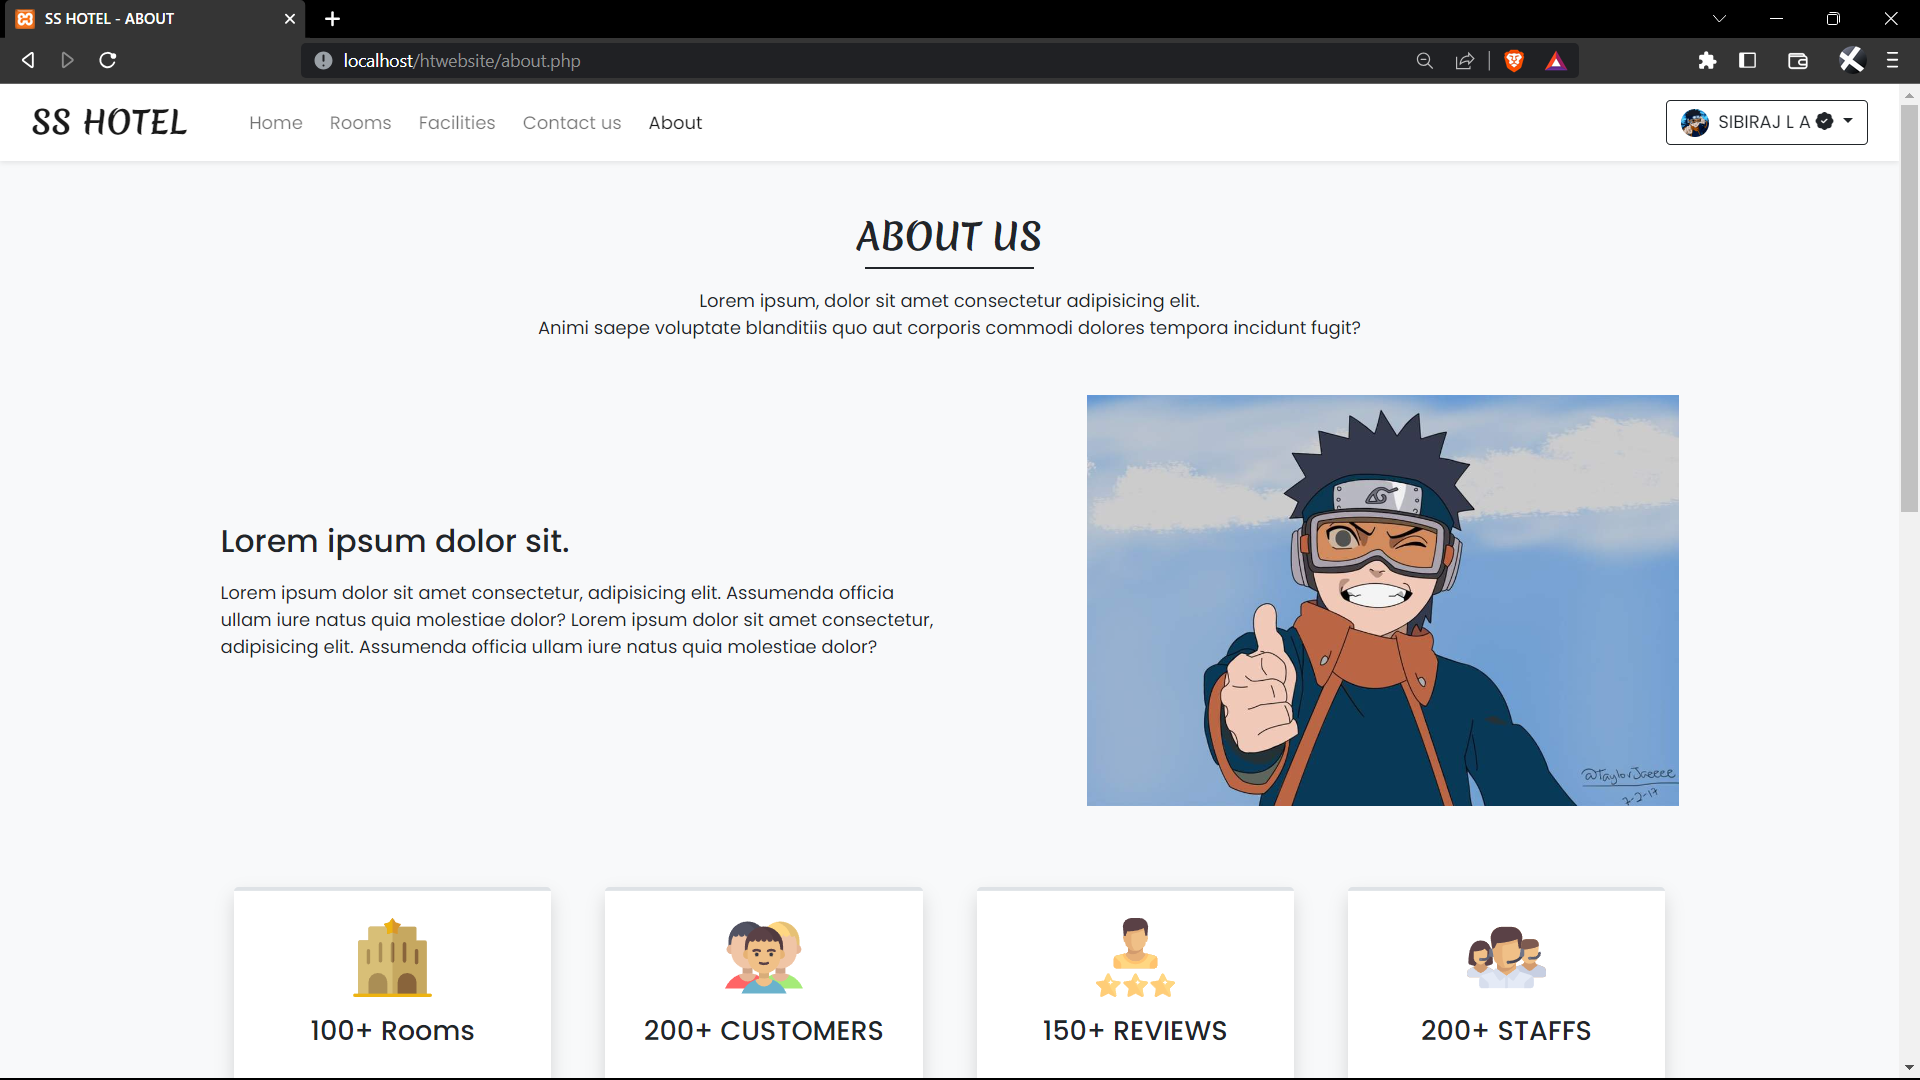 SS HOTEL - ABOUT
localhost/htwebsite/about.php
SS HOTEL Home Rooms Facilities Contact us About SIBIRAJ L A
ABOUT US
Lorem ipsum, dolor sit amet consectetur adipisicing elit.
Animi saepe voluptate blanditiis quo aut corporis commodi dolores tempora incidunt fugit?
Lorem ipsum dolor sit.
Lorem ipsum dolor sit amet consectetur, adipisicing elit. Assumenda officia
ullam iure natus quia molestiae dolor? Lorem ipsum dolor sit amet consectetur,
adipisicing elit. Assumenda officia ullam iure natus quia molestiae dolor?
@TaylorJaeeee
7-2-17
100+ Rooms
200+ CUSTOMERS
150+ REVIEWS
200+ STAFFS